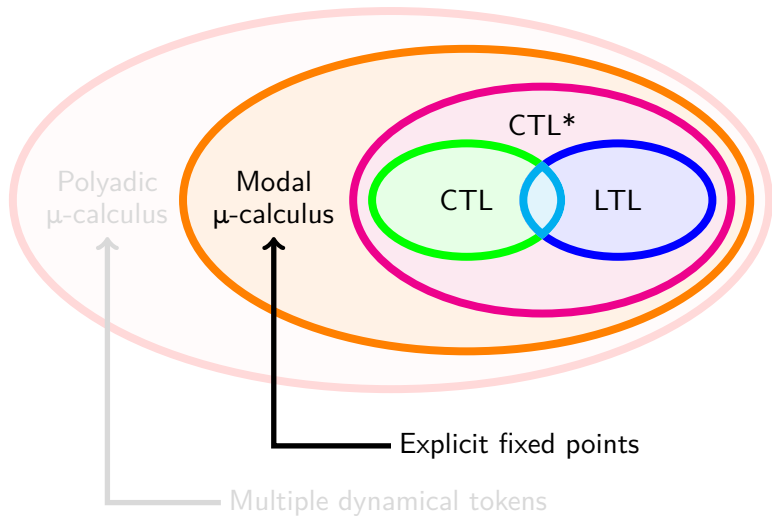 CTL*
Polyadic
μ-calculus
Modal
μ-calculus
CTL
LTL
Explicit fixed points
Multiple dynamical tokens